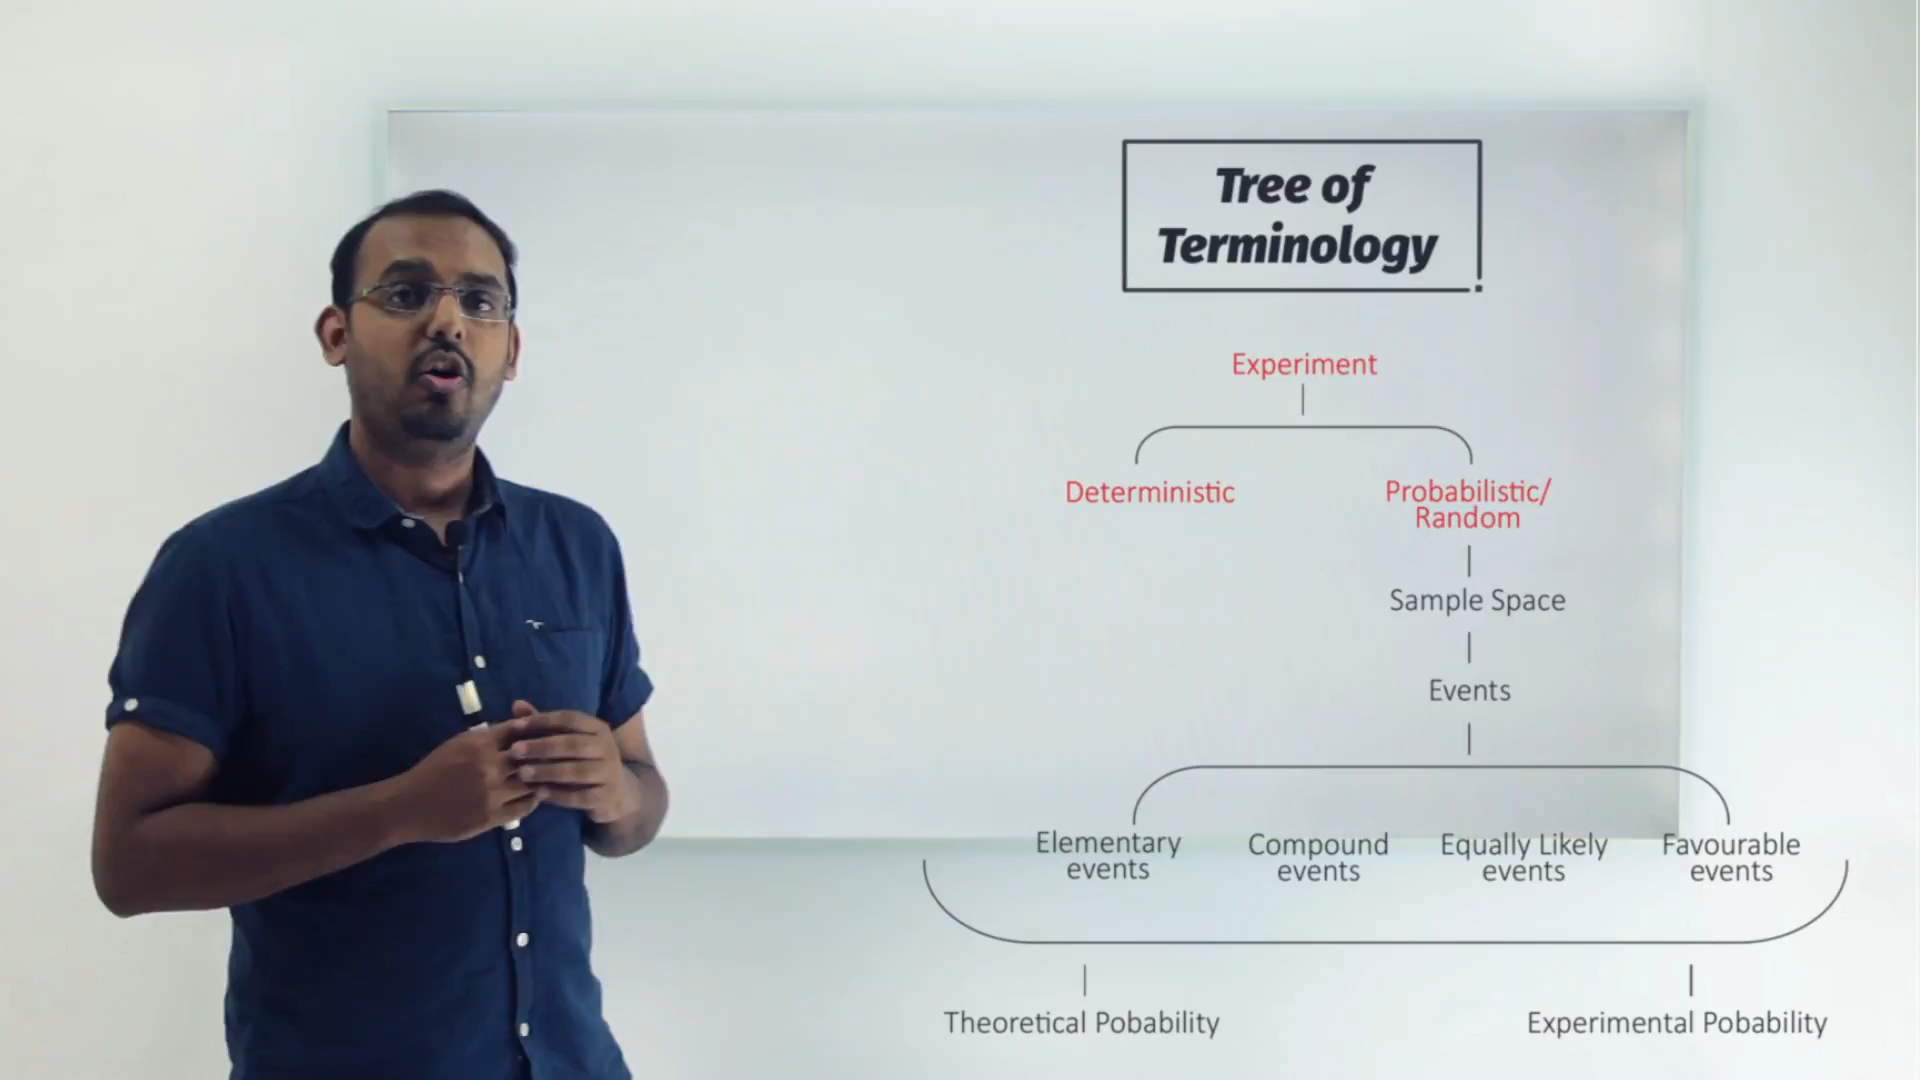 Tree of
Terminology
Experiment
Deterministic
Probabilistic/
Random
Sample Space
Events
Elementary
events
Compound
events
Equally Likely
events
Favourable
events
Theoretical Pobability
Experimental Pobability